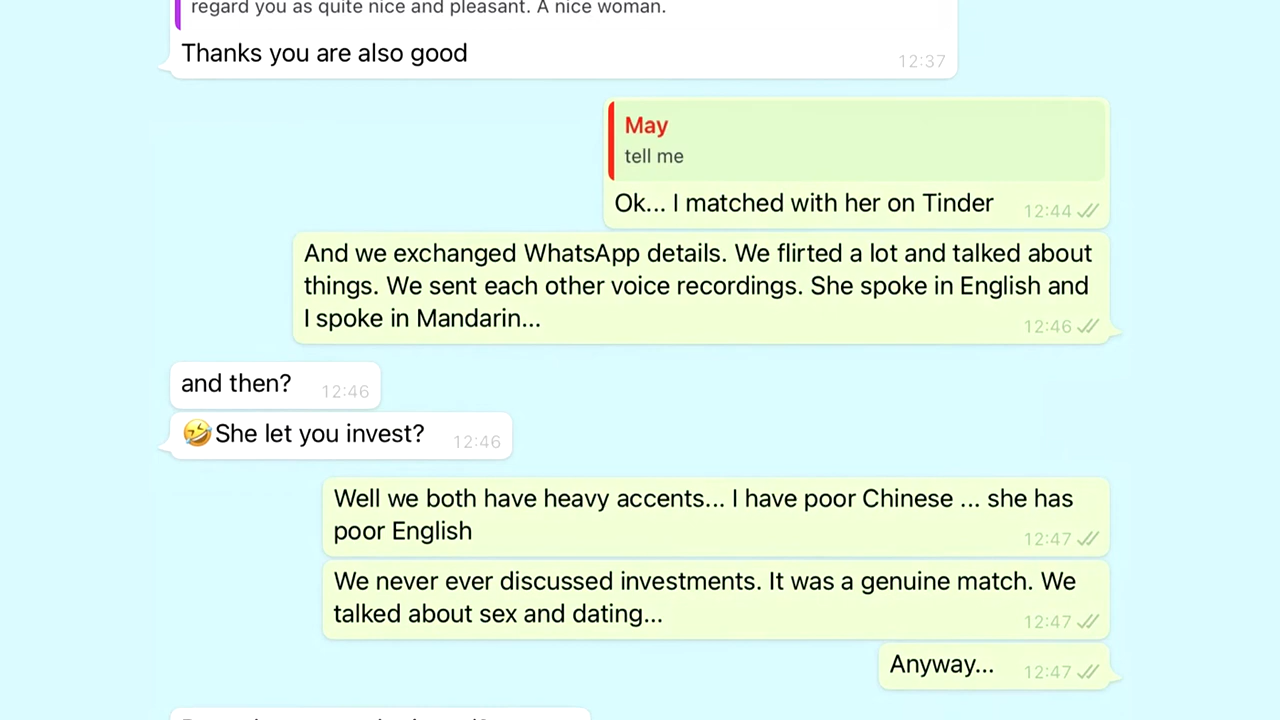 regard you as quite nice and pleasant. A nice woman.
Thanks you are also good
12:37
May
tell me
Ok... I matched with her on Tinder
12:44
And we exchanged WhatsApp details. We flirted a lot and talked about
things. We sent each other voice recordings. She spoke in English and
I spoke in Mandarin...
12:46
and then?
12:46
🤣She let you invest?
12:46
Well we both have heavy accents... I have poor Chinese ... she has
poor English
12:47
We never ever discussed investments. It was a genuine match. We
talked about sex and dating...
12:47
Anyway...
12:47